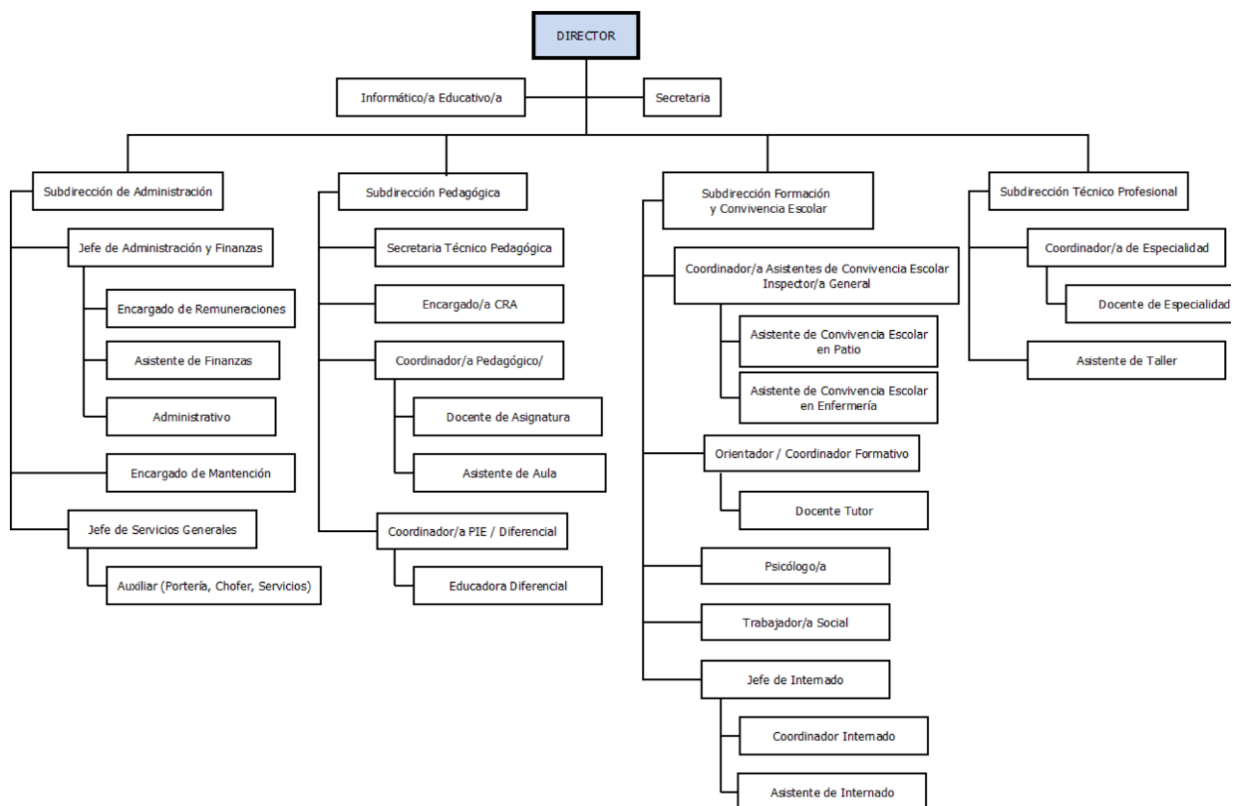 DIRECTOR
Informático/a Educativo/a
Secretaria
Subdirección de Administración
Jefe de Administración y Finanzas
Encargado de Remuneraciones
Asistente de Finanzas
Administrativo
Encargado de Mantención
Jefe de Servicios Generales
Auxiliar (Portería, Chofer, Servicios)
Subdirección Pedagógica
Secretaria Técnico Pedagógica
Encargado/a CRA
Coordinador/a Pedagógico/
Docente de Asignatura
Asistente de Aula
Coordinador/a PIE / Diferencial
Educadora Diferencial
Subdirección Formación
y Convivencia Escolar
Coordinador/a Asistentes de Convivencia Escolar
Inspector/a General
Asistente de Convivencia Escolar
en Patio
Asistente de Convivencia Escolar
en Enfermería
Orientador / Coordinador Formativo
Docente Tutor
Psicólogo/a
Trabajador/a Social
Jefe de Internado
Coordinador Internado
Asistente de Internado
Subdirección Técnico Profesional
Coordinador/a de Especialidad
Docente de Especialidad
Asistente de Taller